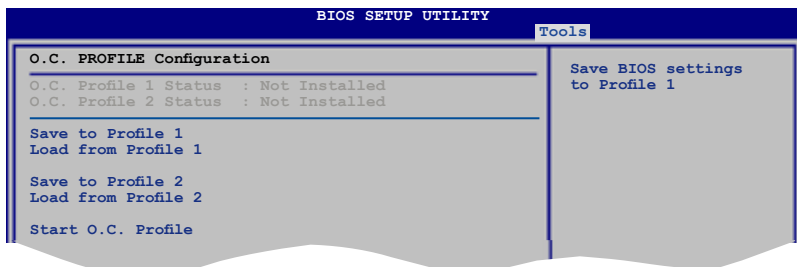 BIOS SETUP UTILITY
Tools
O.C. PROFILE Configuration
O.C. Profile 1 Status : Not Installed
O.C. Profile 2 Status : Not Installed
Save to Profile 1
Load from Profile 1
Save to Profile 2
Load from Profile 2
Start O.C. Profile
Save BIOS settings
to Profile 1